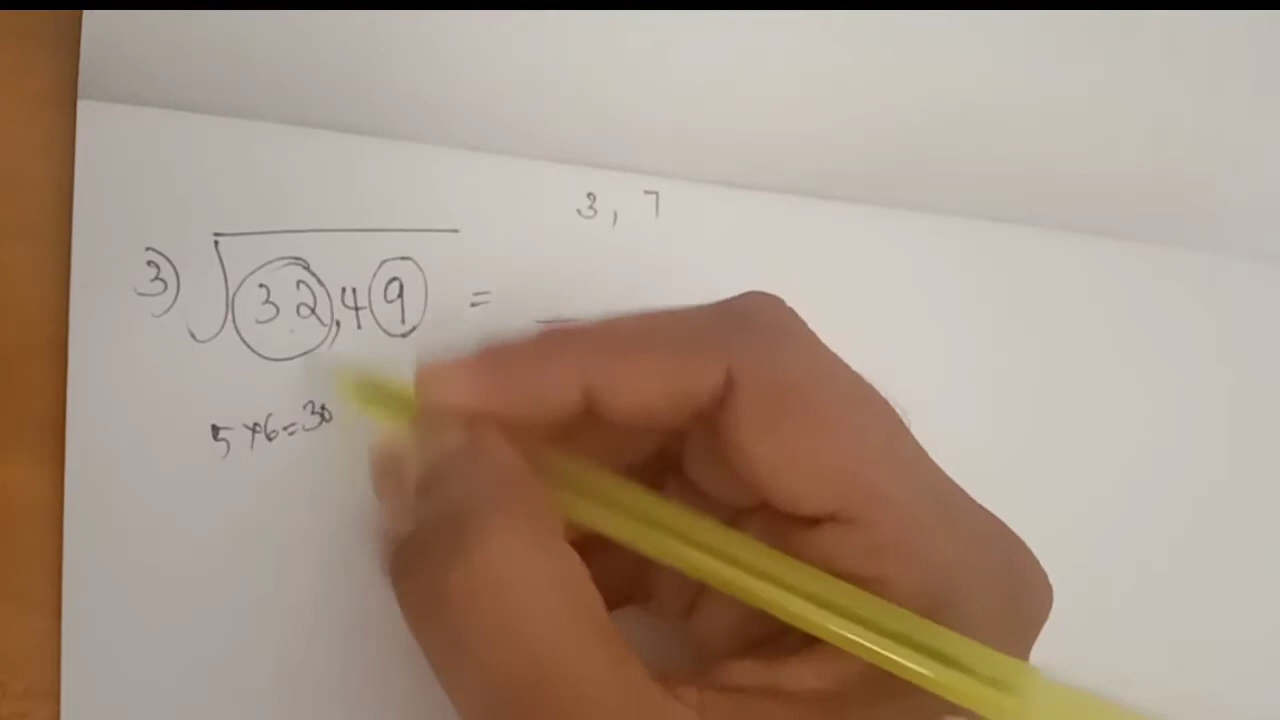 3, 7
3) √32,49 =
5×6=30